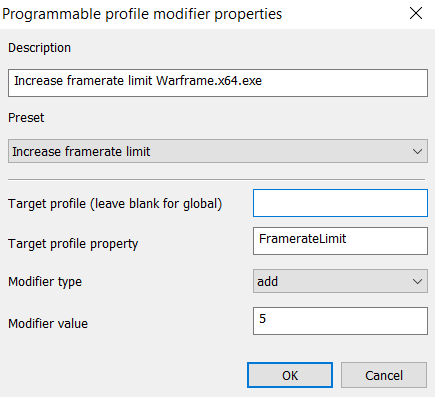 Programmable profile modifier properties
Description
Increase framerate limit Warframe.x64.exe
Preset
Increase framerate limit
Target profile (leave blank for global)
Target profile property FramerateLimit
Modifier type add
Modifier value 5
OK Cancel